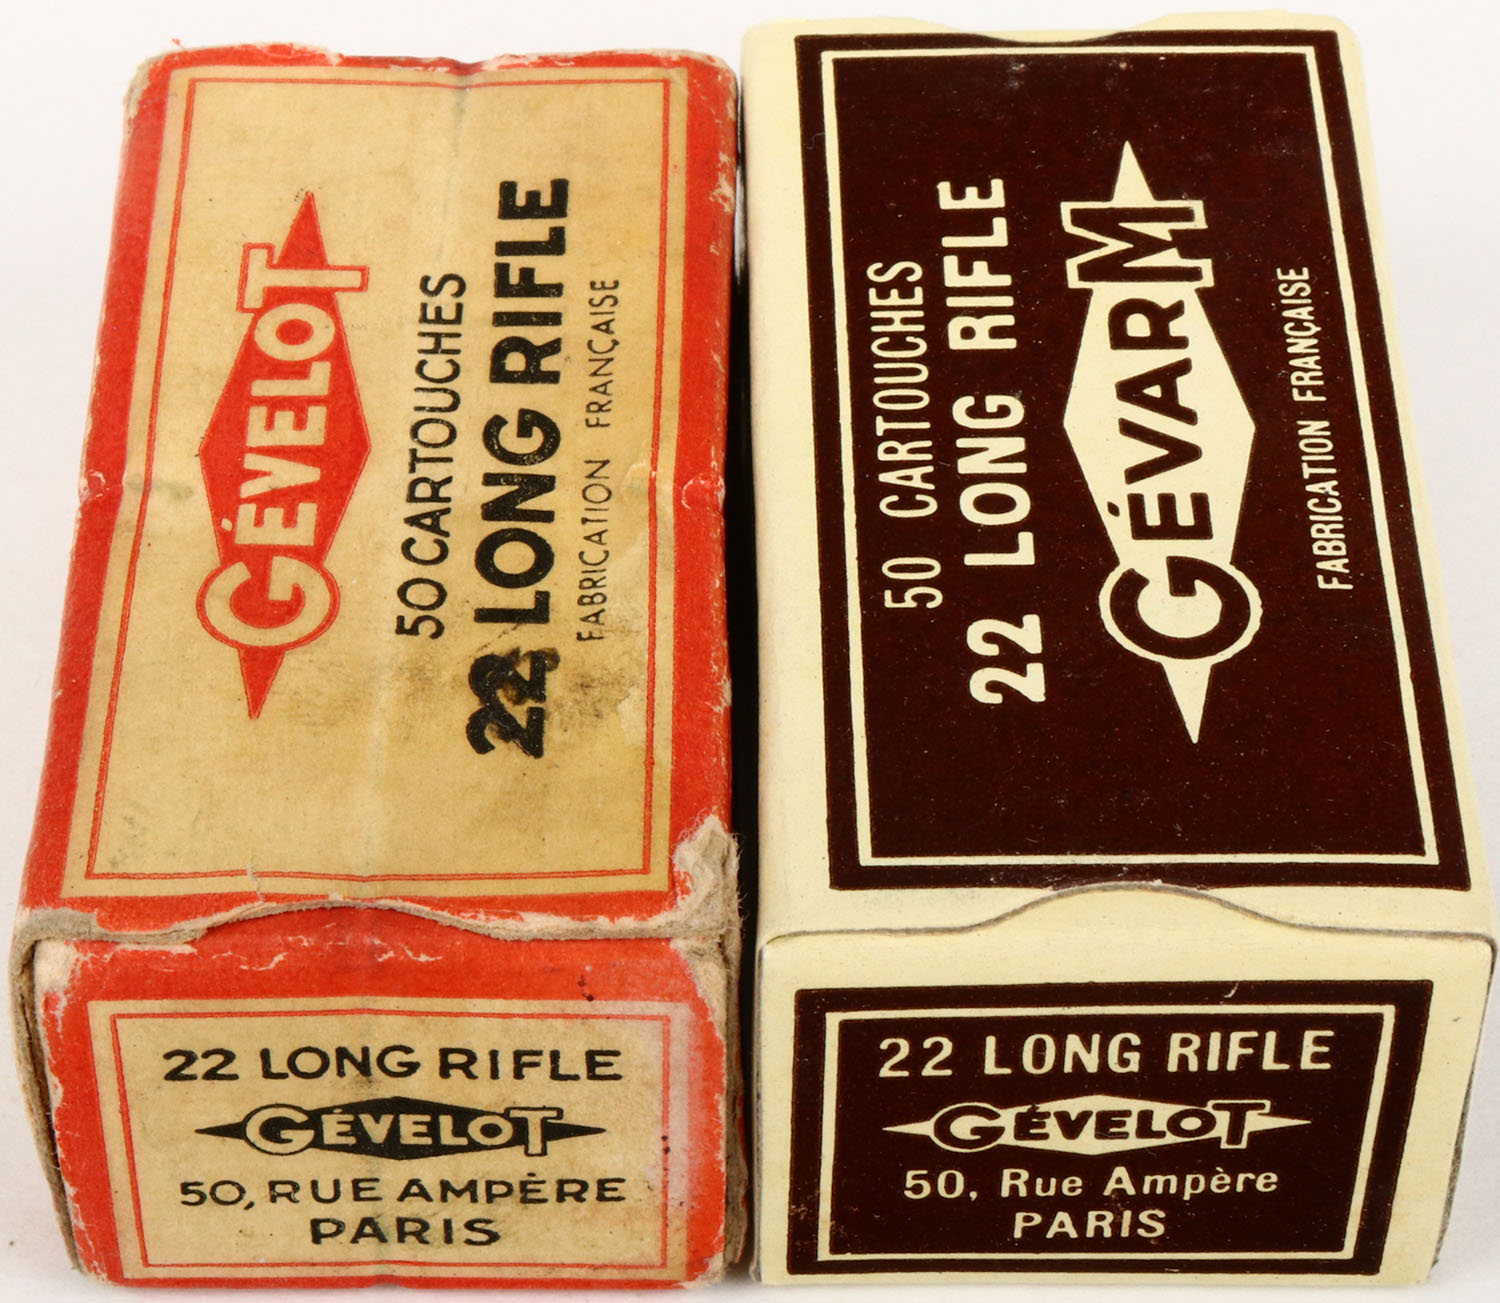 GÉVELOT
50 CARTOUCHES
22 LONG RIFLE
FABRICATION FRANÇAISE
22 LONG RIFLE
GÉVELOT
50, RUE AMPÈRE
PARIS
50 CARTOUCHES
22 LONG RIFLE
GÉVARM
FABRICATION FRANÇAISE
22 LONG RIFLE
GÉVELOT
50, Rue Ampère
PARIS